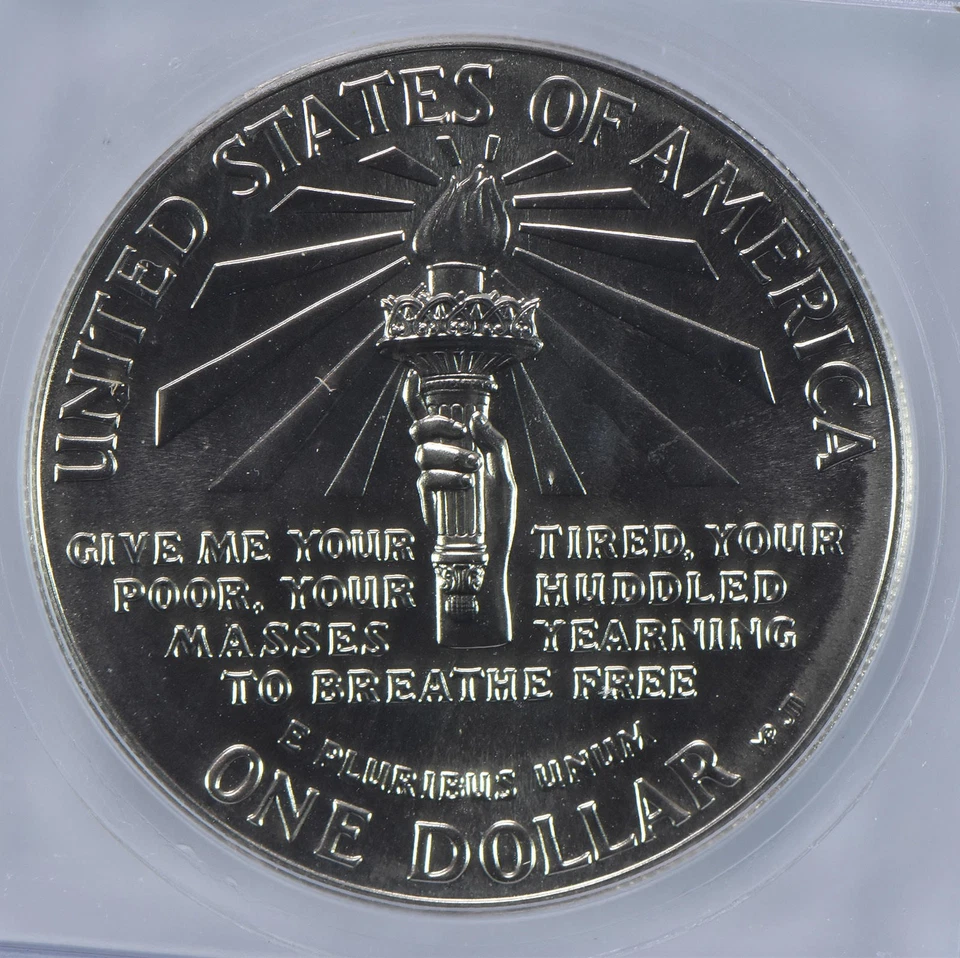 UNITED STATES OF AMERICA
GIVE ME YOUR TIRED, YOUR
POOR, YOUR HUDDLED
MASSES YEARNING
TO BREATHE FREE
E PLURIBUS UNUM
ONE DOLLAR